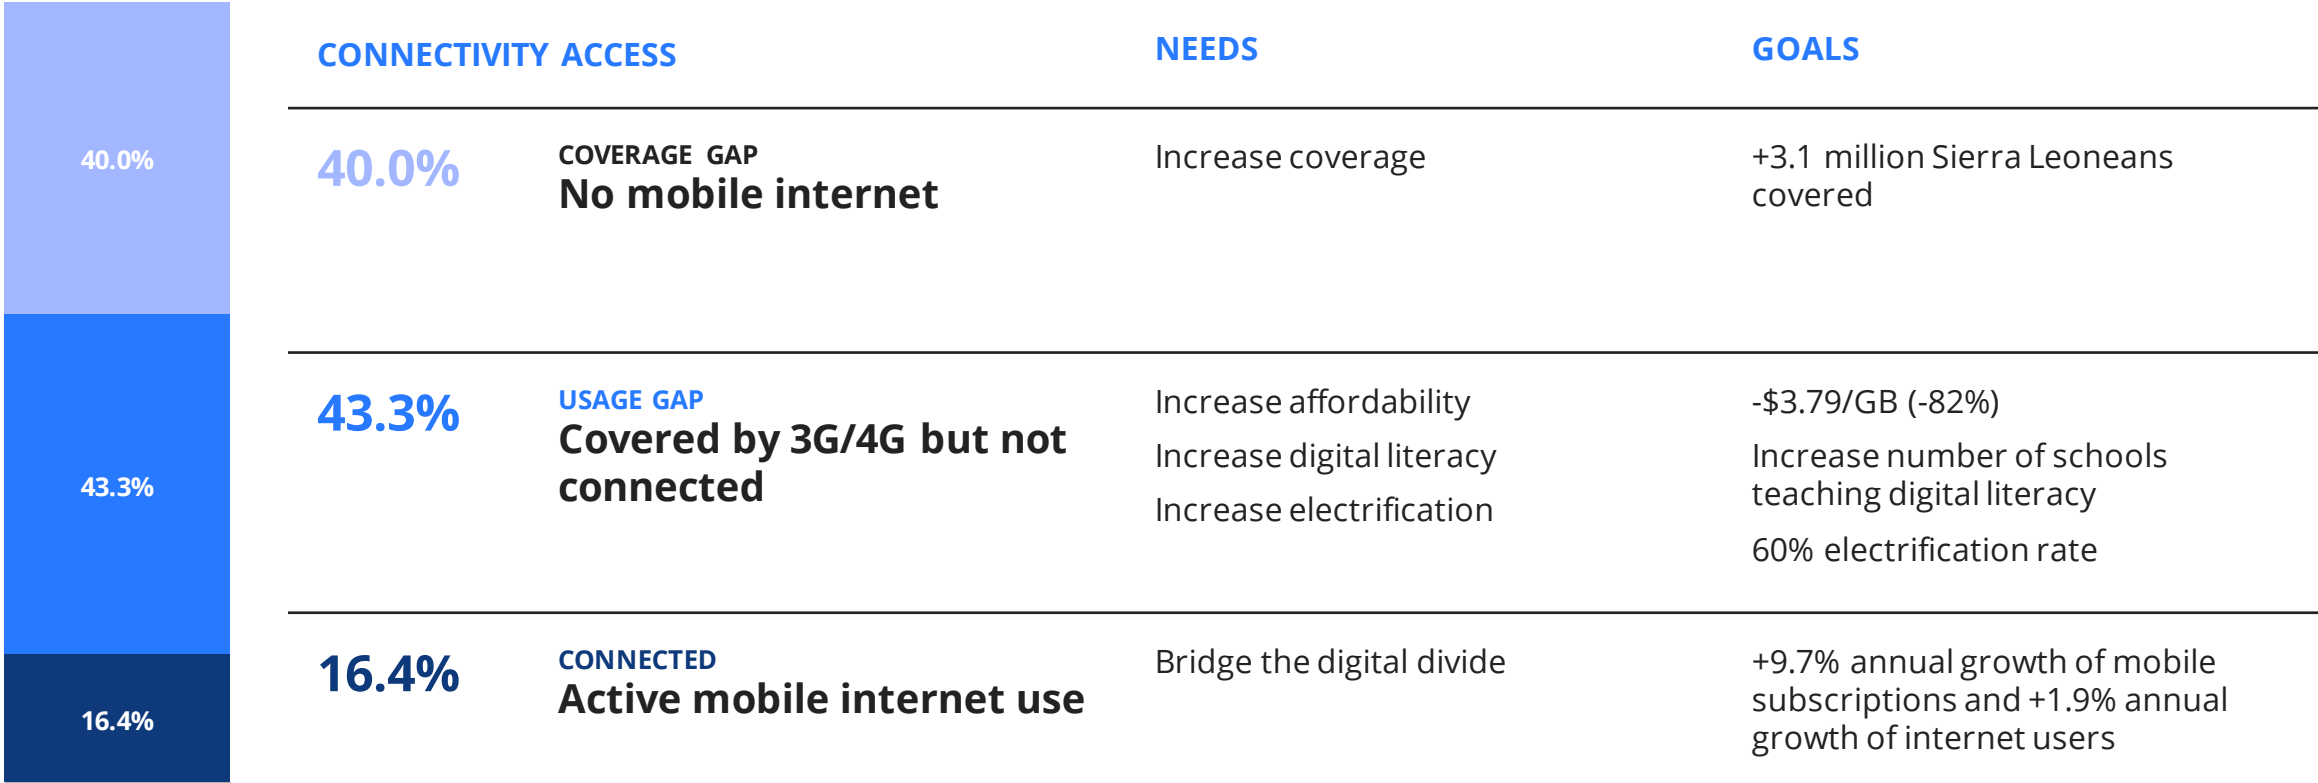 CONNECTIVITY ACCESS
NEEDS
GOALS
40.0%
40.0%
COVERAGE GAP
No mobile internet
Increase coverage
+3.1 million Sierra Leoneans
covered
43.3%
43.3%
USAGE GAP
Covered by 3G/4G but not
connected
Increase affordability
Increase digital literacy
Increase electrification
-$3.79/GB (-82%)
Increase number of schools
teaching digital literacy
60% electrification rate
16.4%
16.4%
CONNECTED
Active mobile internet use
Bridge the digital divide
+9.7% annual growth of mobile
subscriptions and +1.9% annual
growth of internet users